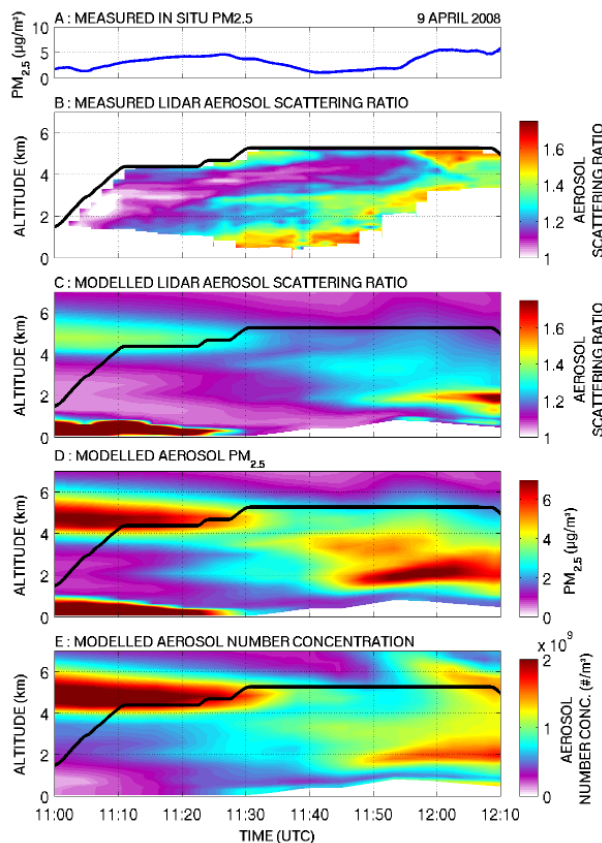 A : MEASURED IN SITU PM2.5 9 APRIL 2008
PM2.5 (µg/m³)
10
5
0
B : MEASURED LIDAR AEROSOL SCATTERING RATIO
ALTITUDE (km)
6
4
2
0
1.6
1.4
1.2
1
AEROSOL
SCATTERING RATIO
C : MODELLED LIDAR AEROSOL SCATTERING RATIO
ALTITUDE (km)
6
4
2
0
1.6
1.4
1.2
1
AEROSOL
SCATTERING RATIO
D : MODELLED AEROSOL PM2.5
ALTITUDE (km)
6
4
2
0
6
4
2
0
PM2.5 (µg/m³)
E : MODELLED AEROSOL NUMBER CONCENTRATION
ALTITUDE (km)
6
4
2
0
x 10⁹
2
1
0
AEROSOL
NUMBER CONC. (#/m³)
11:00 11:10 11:20 11:30 11:40 11:50 12:00 12:10
TIME (UTC)